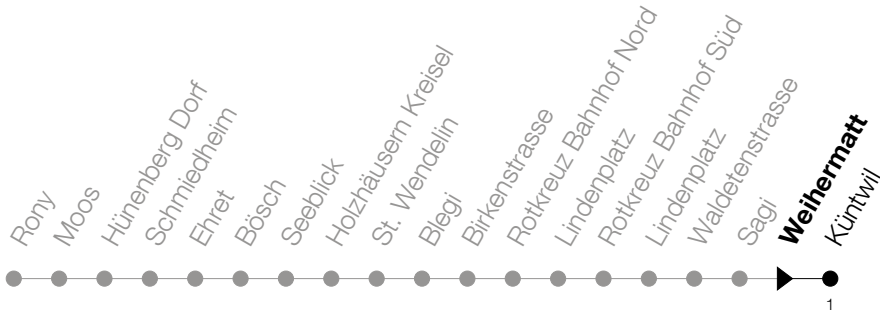 Rony
Moos
Hünenberg Dorf
Schmiedheim
Ehret
Bösch
Seeblick
Holzhäusern Kreisel
St. Wendelin
Blegi
Birkenstrasse
Rotkreuz Bahnhof Nord
Lindenplatz
Rotkreuz Bahnhof Süd
Lindenplatz
Waldetenstrasse
Sagi
Weihermatt
Küntwil
1